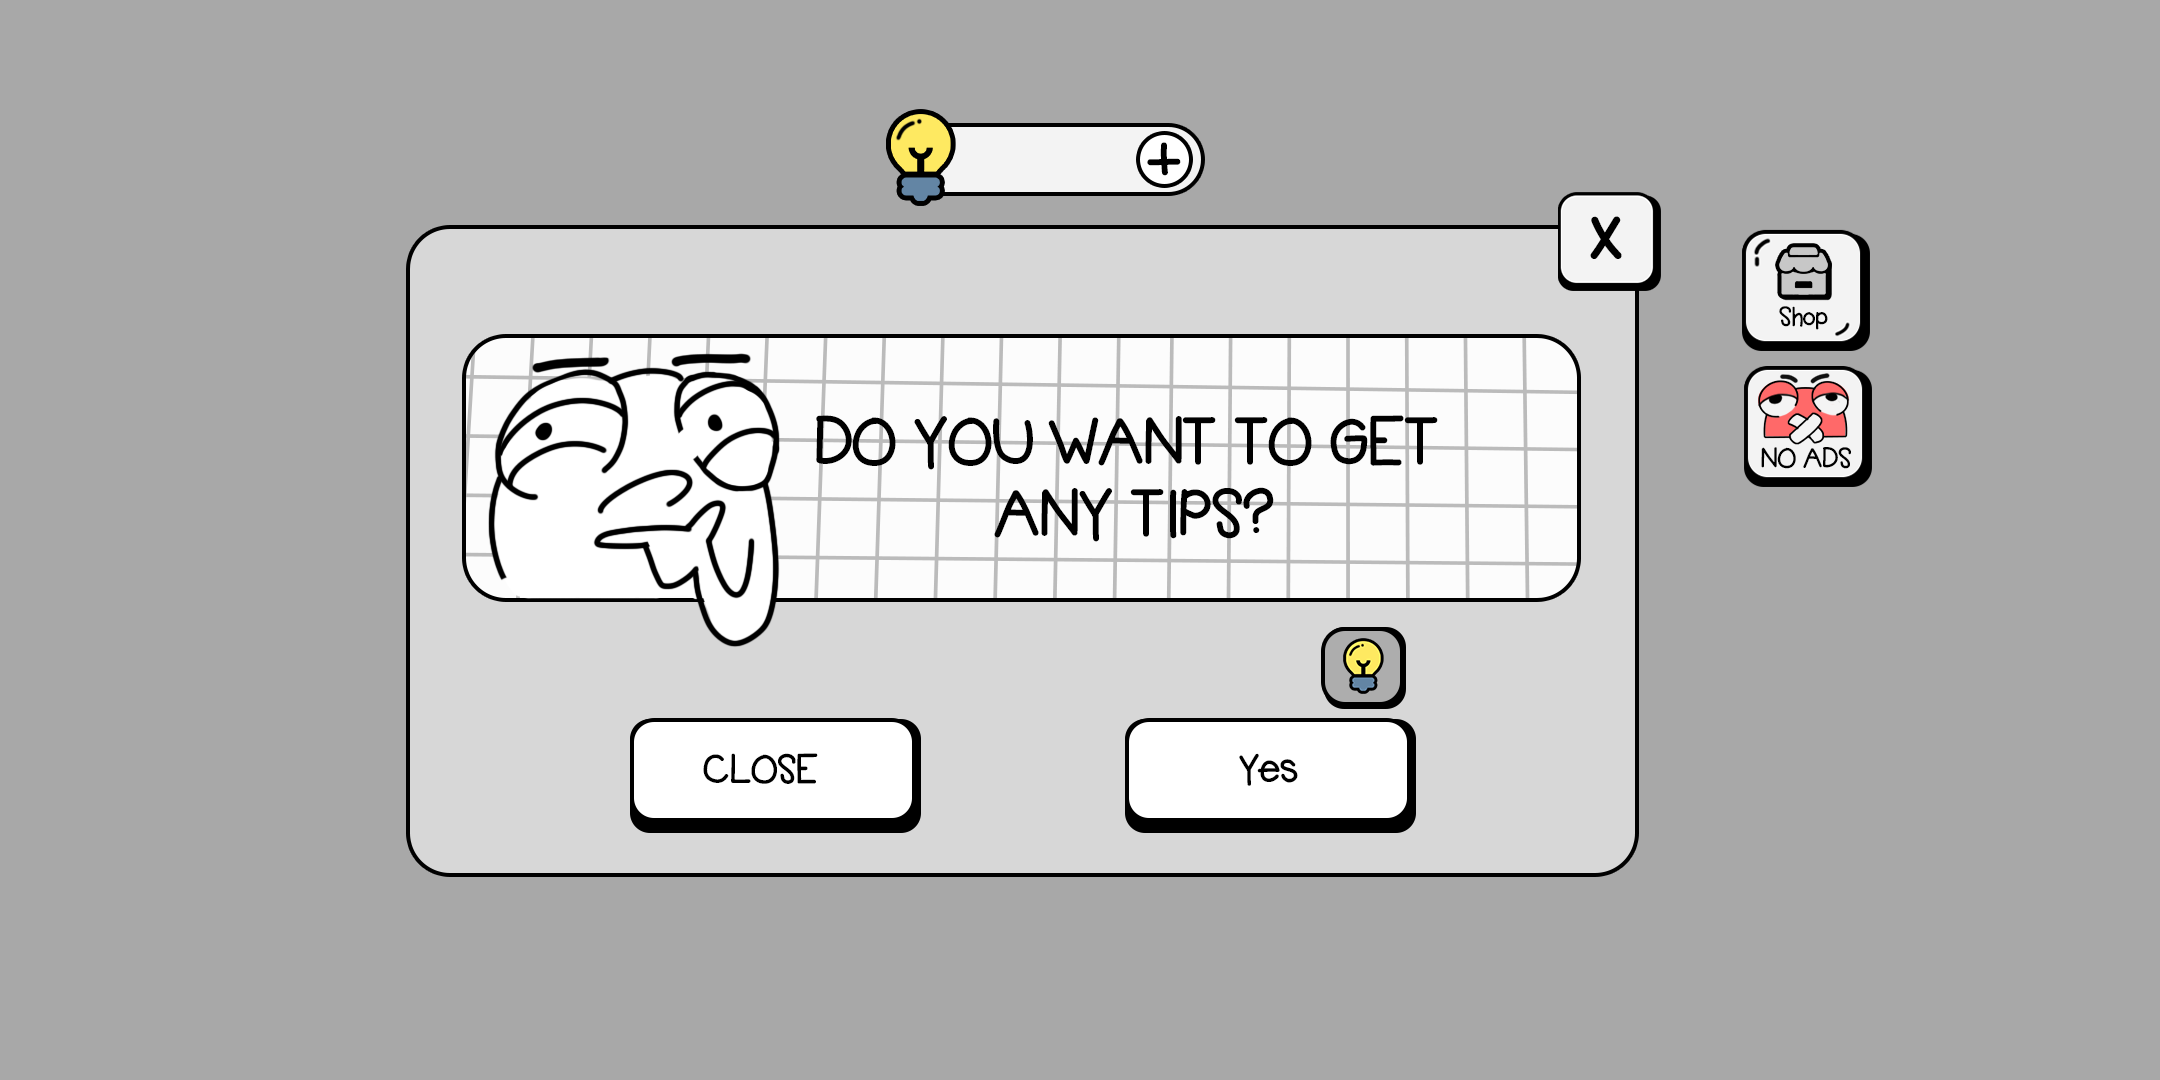 X
Shop
NO ADS
DO YOU WANT TO GET
ANY TIPS?
CLOSE
Yes